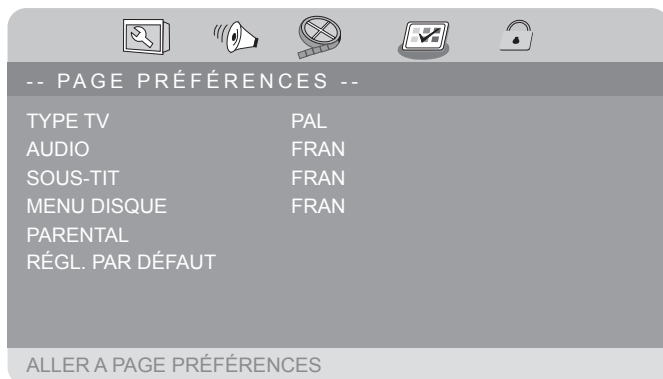 -- PAGE PRÉFÉRENCES --
TYPE TV PAL
AUDIO FRAN
SOUS-TIT FRAN
MENU DISQUE FRAN
PARENTAL
RÉGL. PAR DÉFAUT
ALLER A PAGE PRÉFÉRENCES